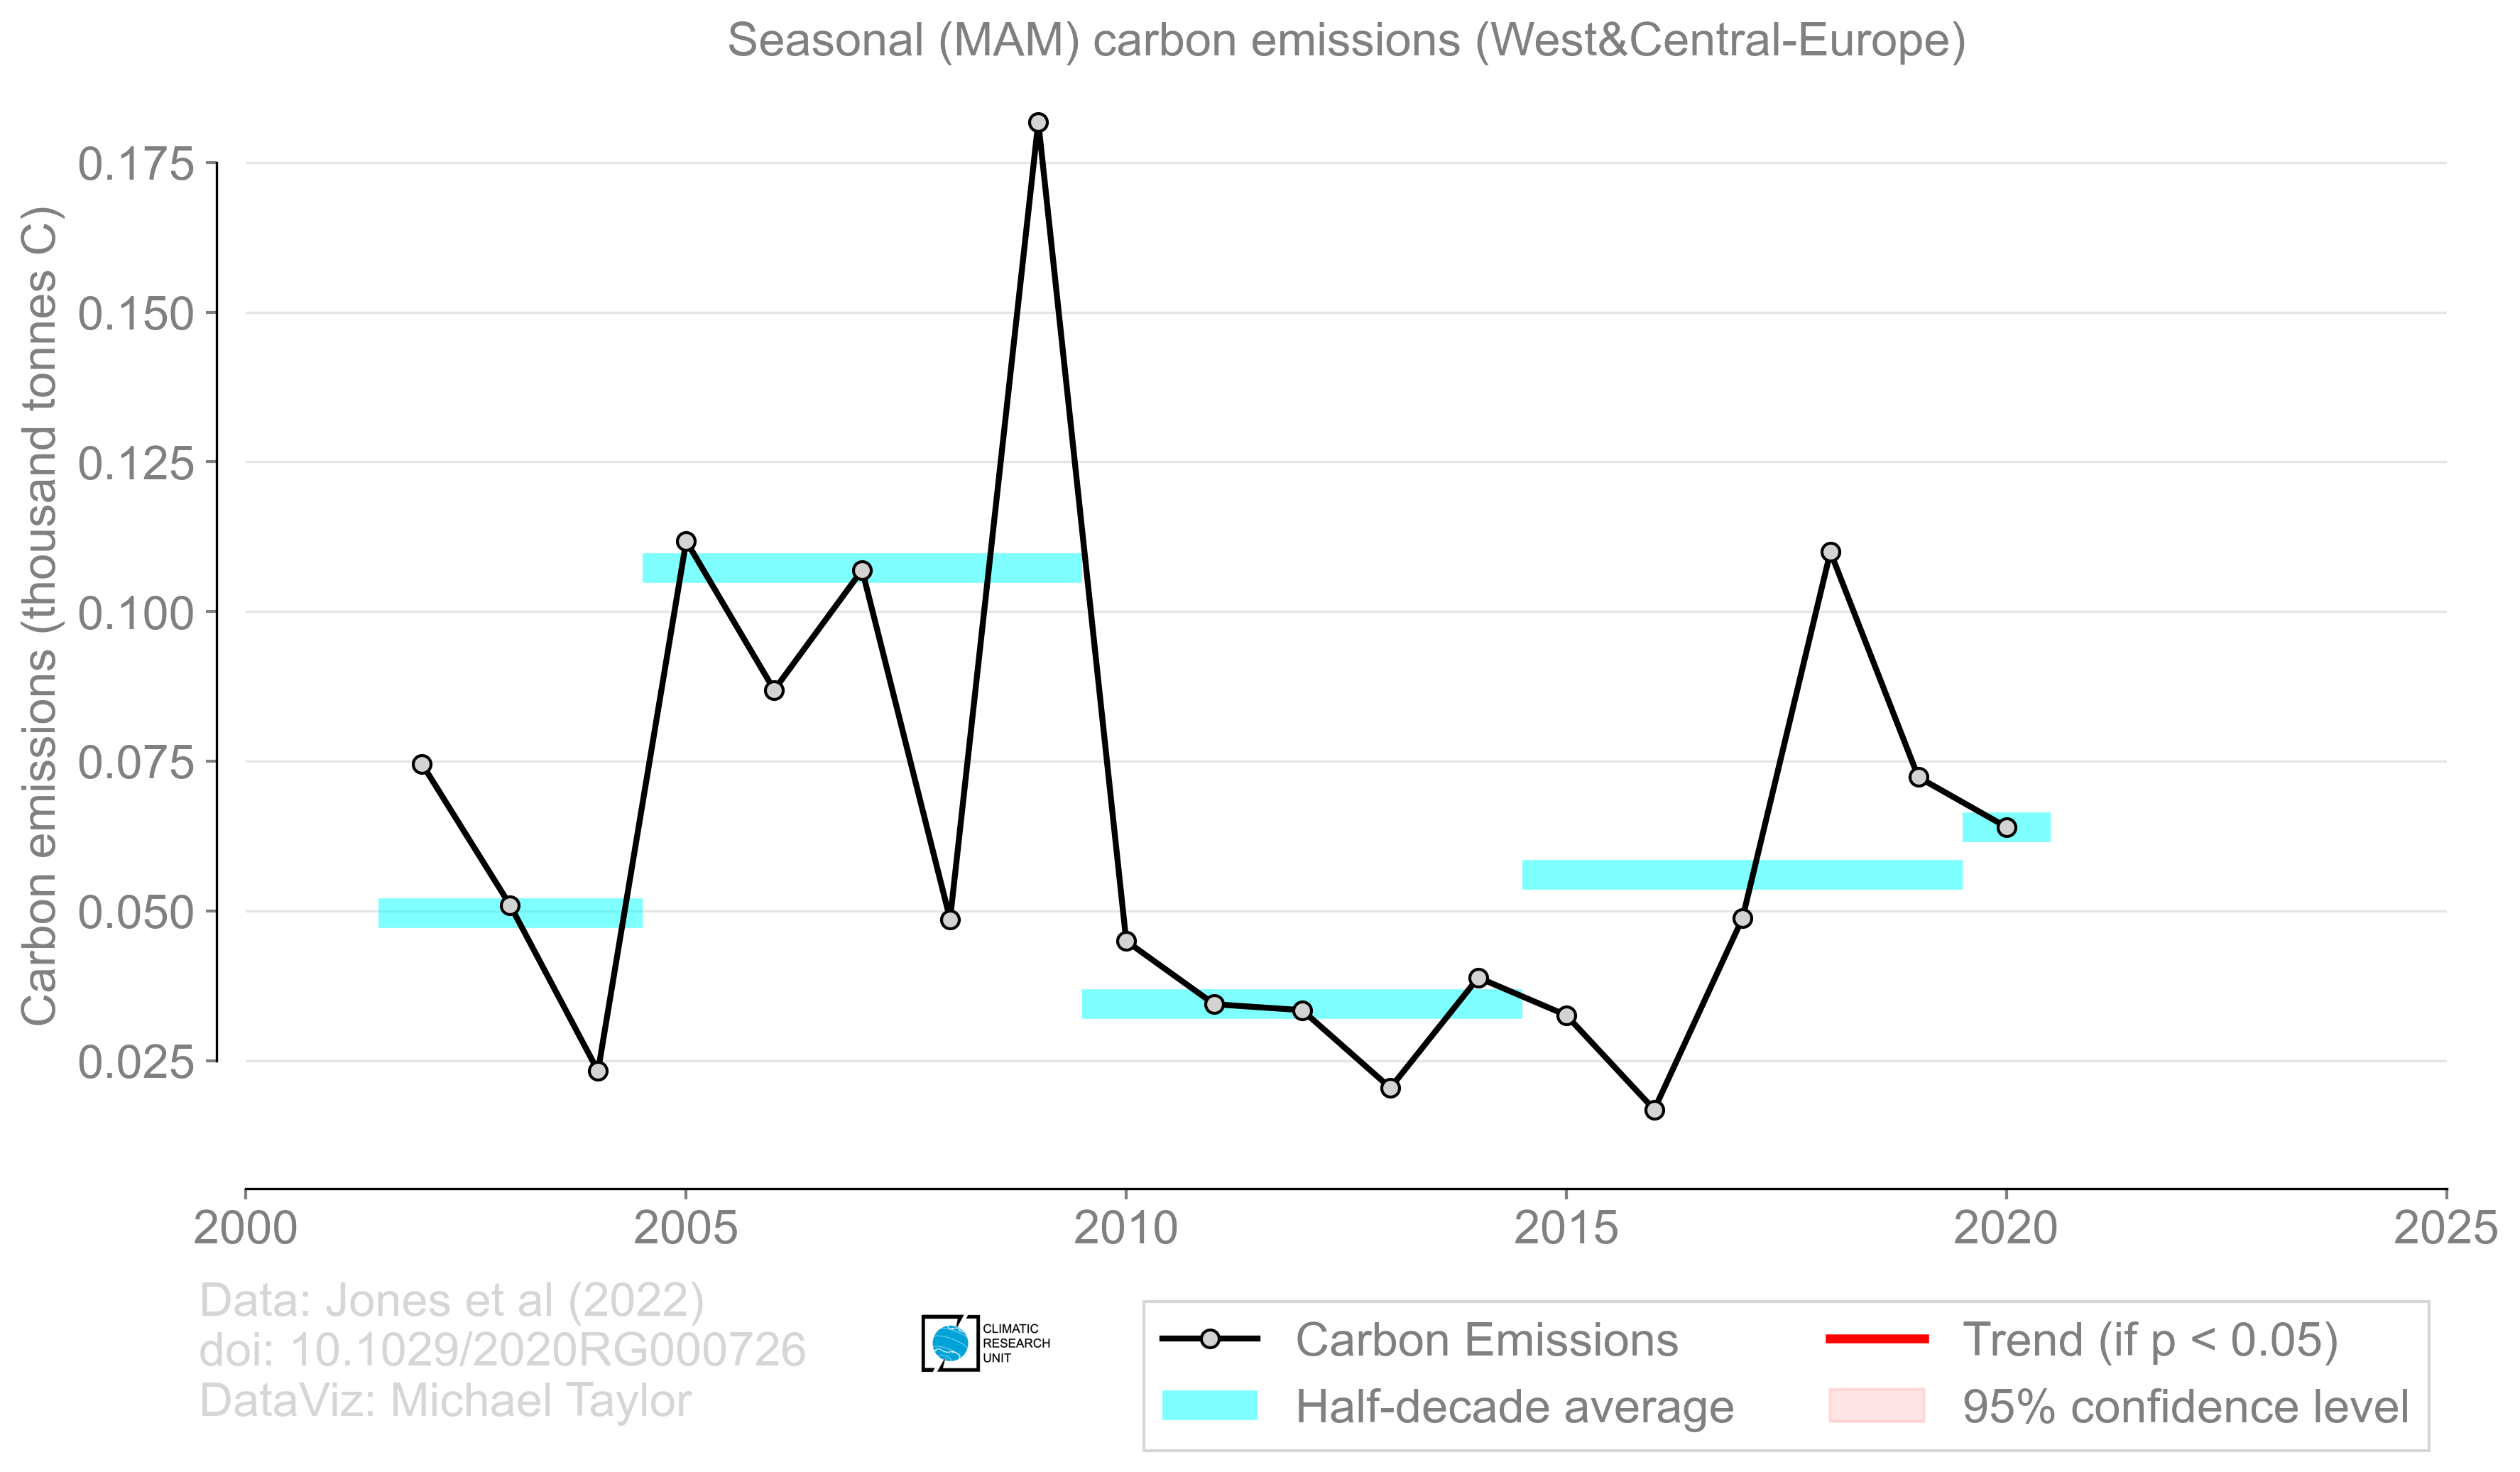 Seasonal (MAM) carbon emissions (West&Central-Europe)
Carbon emissions (thousand tonnes C)
0.175
0.150
0.125
0.100
0.075
0.050
0.025
2000 2005 2010 2015 2020 2025
Data: Jones et al (2022)
doi: 10.1029/2020RG000726
DataViz: Michael Taylor
CLIMATIC
RESEARCH
UNIT
Carbon Emissions
Half-decade average
Trend (if p < 0.05)
95% confidence level